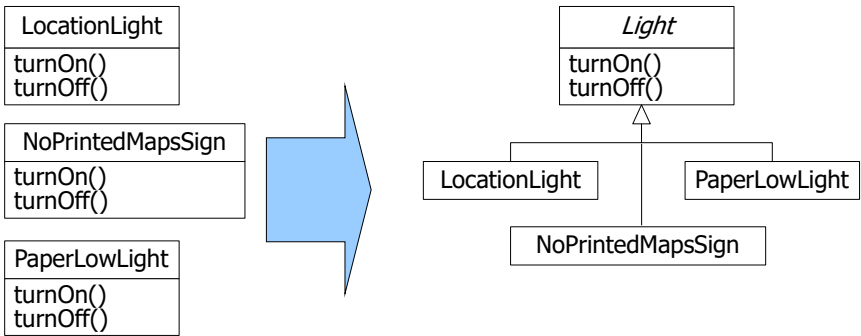 LocationLight
turnOn()
turnOff()
NoPrintedMapsSign
turnOn()
turnOff()
PaperLowLight
turnOn()
turnOff()
Light
turnOn()
turnOff()
LocationLight
PaperLowLight
NoPrintedMapsSign